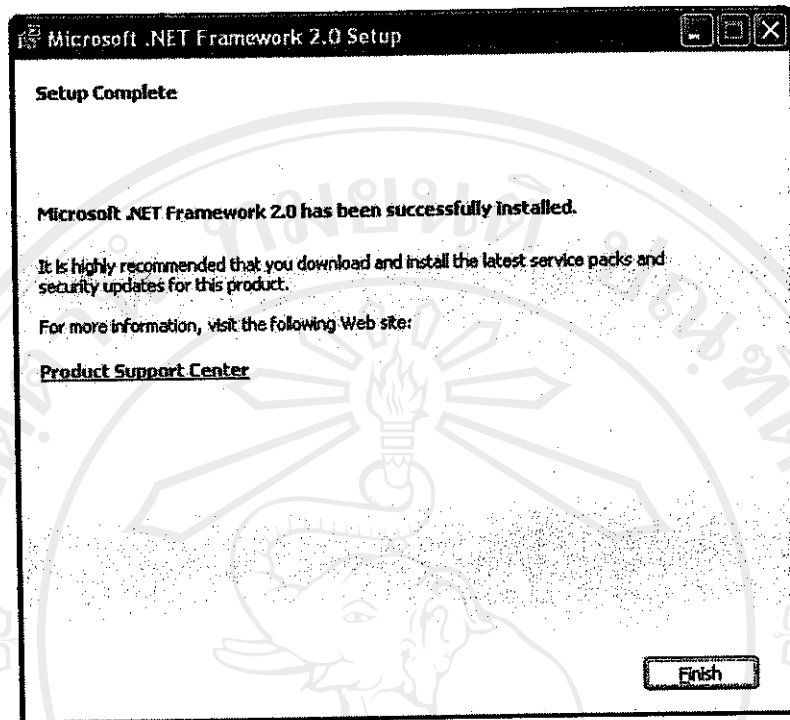 Microsoft .NET Framework 2.0 Setup
Setup Complete
Microsoft .NET Framework 2.0 has been successfully installed.
It is highly recommended that you download and install the latest service packs and
security updates for this product.
For more information, visit the following Web site:
Product Support Center
Finish